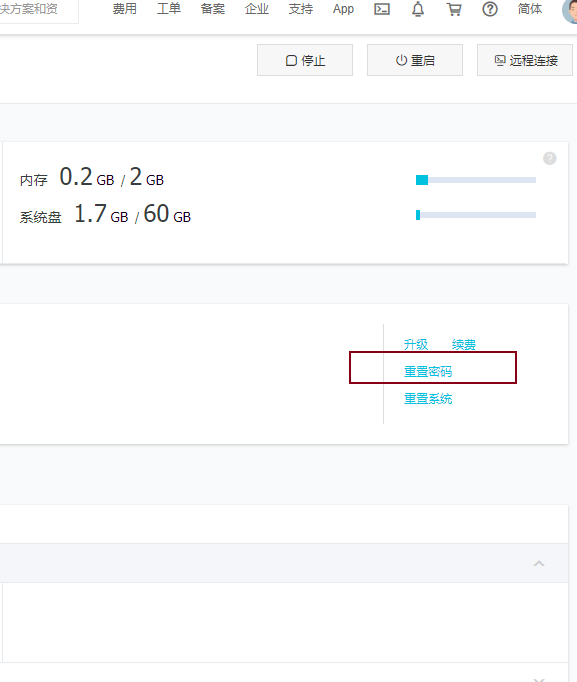 决方案和资 费用 工单 备案 企业 支持 App 简体
停止 重启 远程连接
内存 0.2 GB / 2 GB
系统盘 1.7 GB / 60 GB
升级 续费
重置密码
重置系统